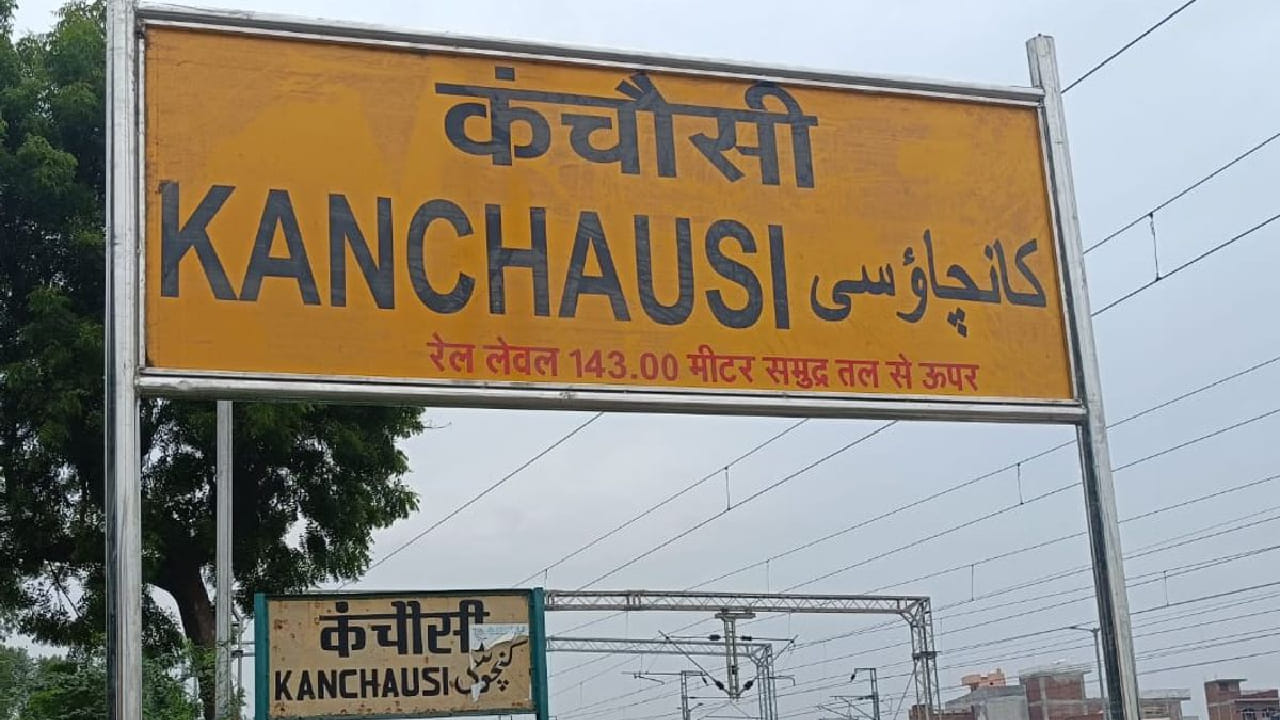 कंचौसी
KANCHAUSI کانچاؤسی
रेल लेवल 143.00 मीटर समुद्र तल से ऊपर
कंचौसी
KANCHAUSI